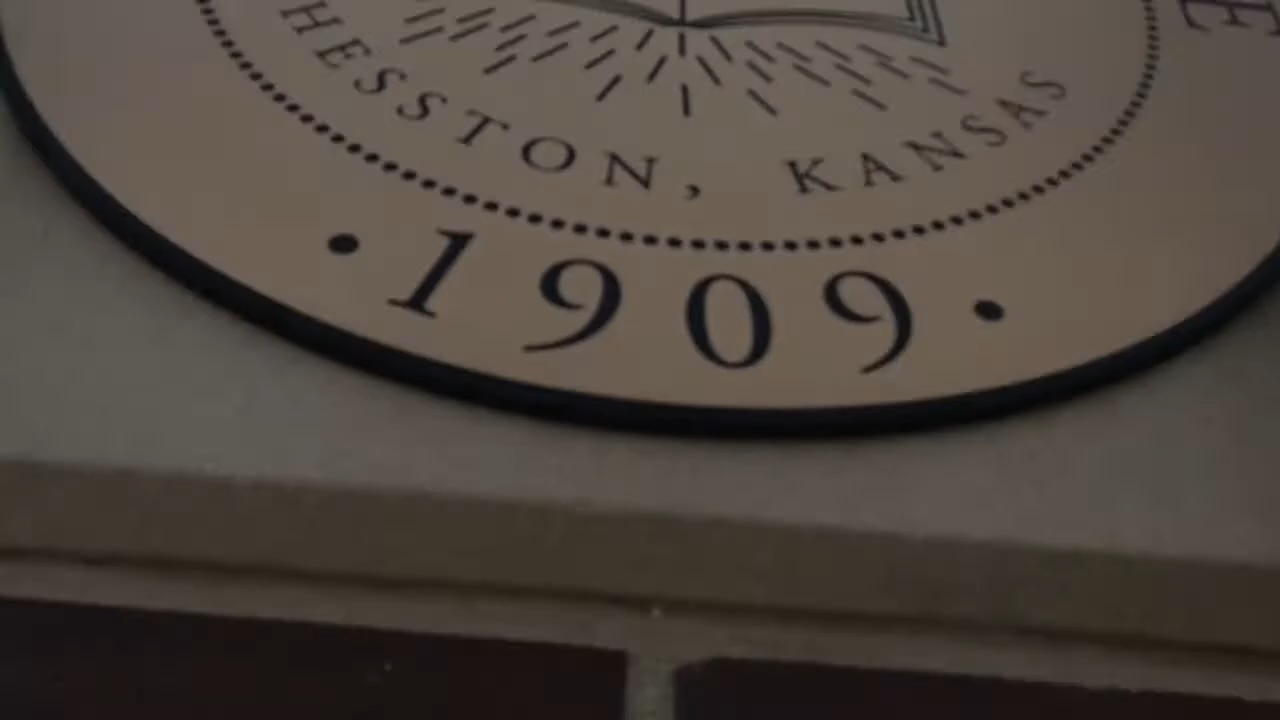 E
HESSTON, KANSAS
• 1909 •